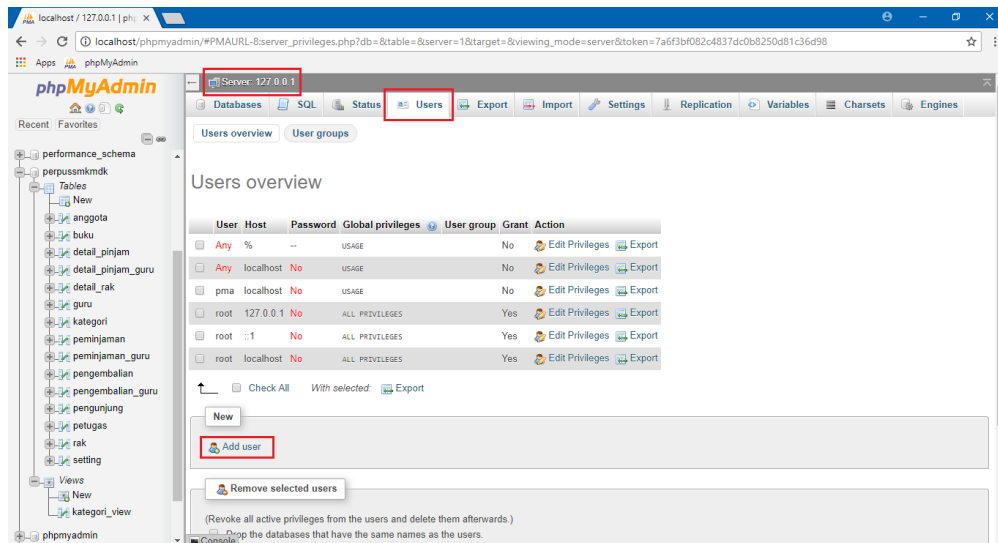 localhost / 127.0.0.1 | ph
localhost/phpmyadmin/#PMAURL-8:server_privileges.php?db=&table=&server=1&target=&viewing_mode=server&token=7a6f3bf082c4837dc0b8250d81c36d98
Apps phpMyAdmin
phpMyAdmin
Recent Favorites
performance_schema
perpussmkmdk
Tables
New
anggota
buku
detail_pinjam
detail_pinjam_guru
detail_rak
guru
kategori
peminjaman
peminjaman_guru
pengembalian
pengembalian_guru
pengunjung
petugas
rak
setting
Views
New
kategori_view
phpmyadmin
Server: 127.0.0.1
Databases SQL Status Users Export Import Settings Replication Variables Charsets Engines
Users overview User groups
Users overview
User Host Password Global privileges User group Grant Action
Any % -- USAGE No Edit Privileges Export
Any localhost No USAGE No Edit Privileges Export
pma localhost No USAGE No Edit Privileges Export
root 127.0.0.1 No ALL PRIVILEGES Yes Edit Privileges Export
root ::1 No ALL PRIVILEGES Yes Edit Privileges Export
root localhost No ALL PRIVILEGES Yes Edit Privileges Export
Check All With selected: Export
New
Add user
Remove selected users
(Revoke all active privileges from the users and delete them afterwards.)
Drop the databases that have the same names as the users.
Console